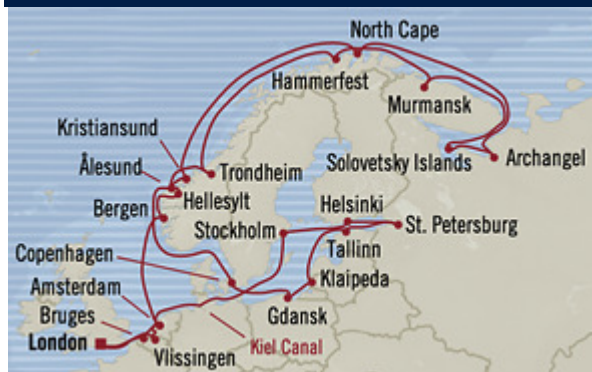 North Cape
Hammerfest
Murmansk
Kristiansund
Ålesund
Trondheim
Solovetsky Islands
Archangel
Hellesylt
Bergen
Helsinki
Stockholm
St. Petersburg
Copenhagen
Tallinn
Klaipeda
Amsterdam
Bruges
Gdansk
London
Kiel Canal
Vlissingen